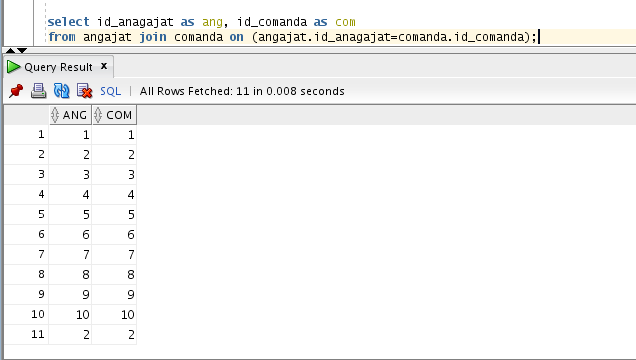 select id_anagajat as ang, id_comanda as com
from angajat join comanda on (angajat.id_anagajat=comanda.id_comanda);
Query Result x
SQL | All Rows Fetched: 11 in 0.008 seconds
ANG COM
1 1 1
2 2 2
3 3 3
4 4 4
5 5 5
6 6 6
7 7 7
8 8 8
9 9 9
10 10 10
11 2 2